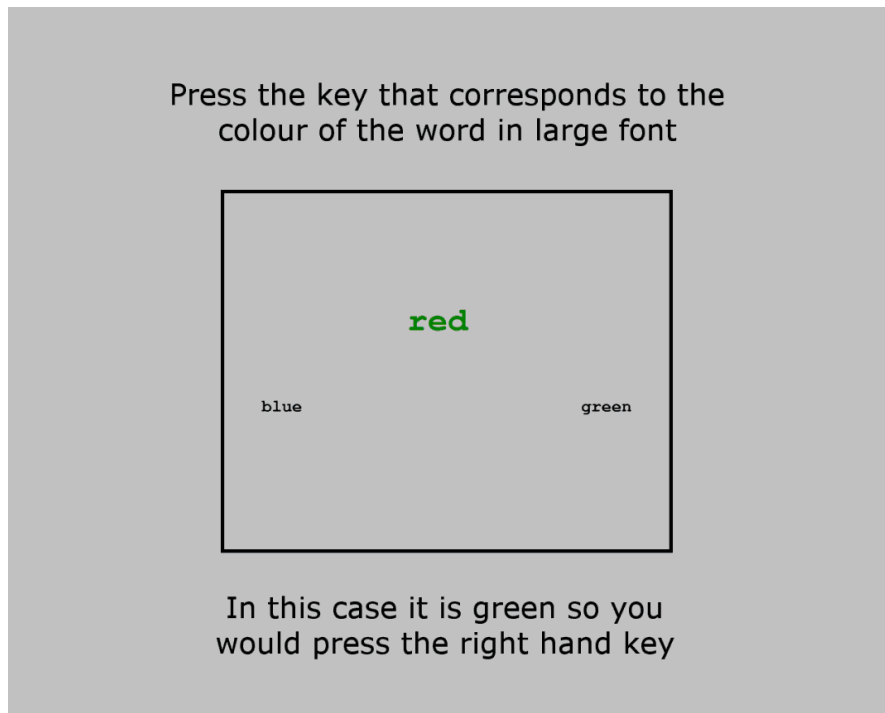 Press the key that corresponds to the
colour of the word in large font
red
blue green
In this case it is green so you
would press the right hand key